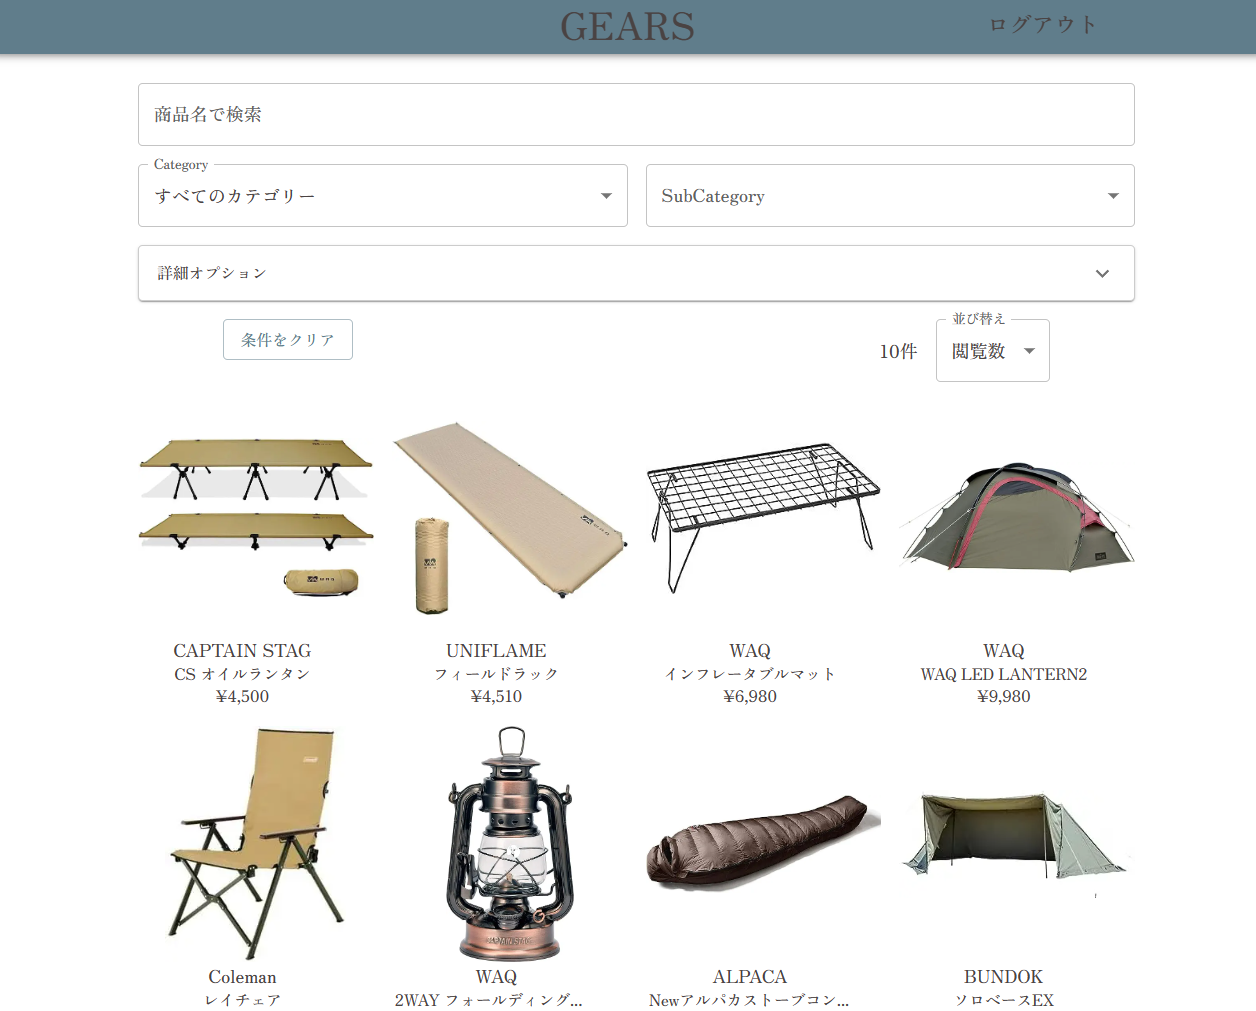 GEARS
ログアウト
商品名で検索
Category
すべてのカテゴリー
SubCategory
詳細オプション
条件をクリア
10件
並び替え
閲覧数
CAPTAIN STAG
CS オイルランタン
¥4,500
UNIFLAME
フィールドラック
¥4,510
WAQ
インフレータブルマット
¥6,980
WAQ
WAQ LED LANTERN2
¥9,980
Coleman
レイチェア
WAQ
2WAY フォールディング...
ALPACA
Newアルパカストーブコン...
BUNDOK
ソロベースEX